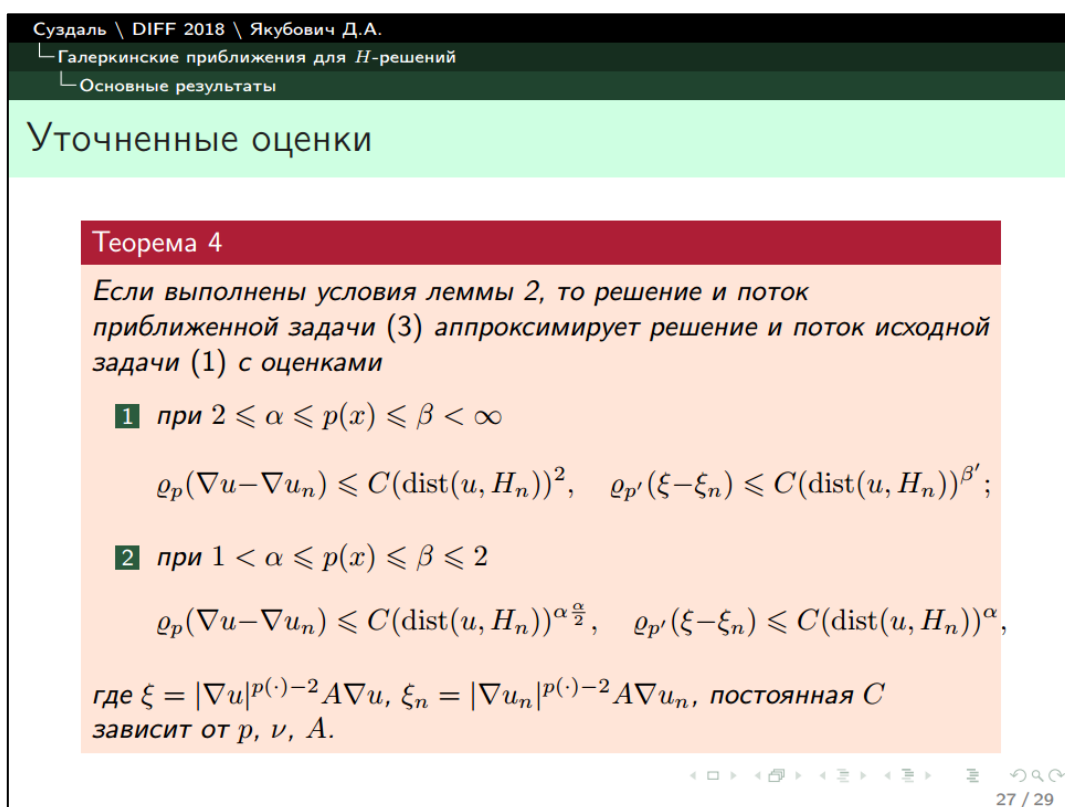 Суздаль \ DIFF 2018 \ Якубович Д.А.
Галеркинские приближения для H-решений
Основные результаты
Уточненные оценки
Теорема 4
Если выполнены условия леммы 2, то решение и поток
приближенной задачи (3) аппроксимирует решение и поток исходной
задачи (1) с оценками
1 при 2 ⩽ α ⩽ p(x) ⩽ β < ∞
ϱ_p(∇u−∇u_n) ⩽ C(dist(u, H_n))^2, ϱ_{p′}(ξ−ξ_n) ⩽ C(dist(u, H_n))^{β′};
2 при 1 < α ⩽ p(x) ⩽ β ⩽ 2
ϱ_p(∇u−∇u_n) ⩽ C(dist(u, H_n))^{α\frac{α}{2}}, ϱ_{p′}(ξ−ξ_n) ⩽ C(dist(u, H_n))^α,
где ξ = |∇u|^{p(·)−2}A∇u, ξ_n = |∇u_n|^{p(·)−2}A∇u_n, постоянная C
зависит от p, ν, A.
27 / 29